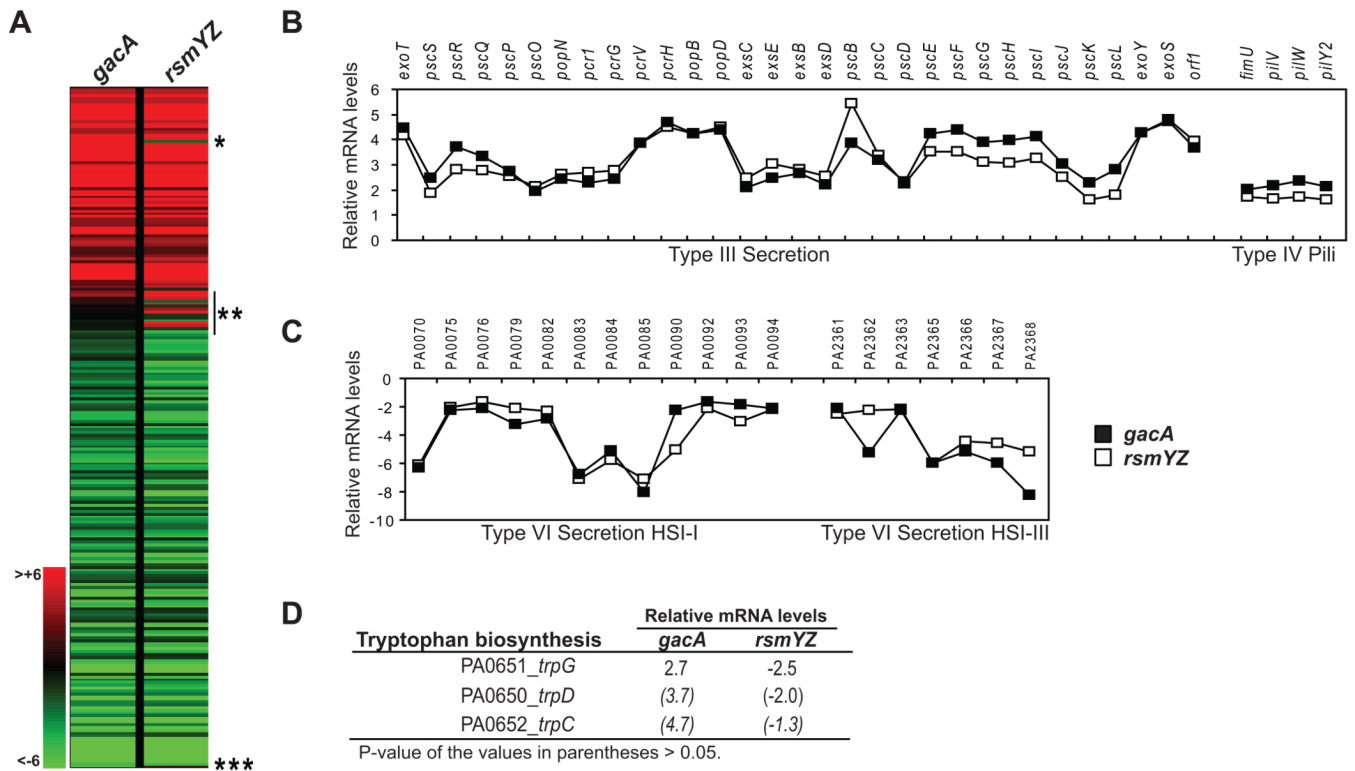 A
gacA
rsmYZ
*
**
***
>+6
<-6
B
exoT pscS pscR pscQ pscP pscO popN pcr1 pcrG pcrV pcrH popB popD exsC exsE exsB exsD pscB pscC pscD pscE pscF pscG pscH pscI pscJ pscK pscL exoY exoS orf1 fimU pilV pilW pilY2
Relative mRNA levels
6
5
4
3
2
1
0
Type III Secretion Type IV Pili
C
PA0070 PA0075 PA0076 PA0079 PA0082 PA0083 PA0084 PA0085 PA0090 PA0092 PA0093 PA0094 PA2361 PA2362 PA2363 PA2365 PA2366 PA2367 PA2368
Relative mRNA levels
0
-2
-4
-6
-8
-10
Type VI Secretion HSI-I Type VI Secretion HSI-III
gacA
rsmYZ
D
Relative mRNA levels
Tryptophan biosynthesis gacA rsmYZ
PA0651_trpG 2.7 -2.5
PA0650_trpD (3.7) (-2.0)
PA0652_trpC (4.7) (-1.3)
P-value of the values in parentheses > 0.05.